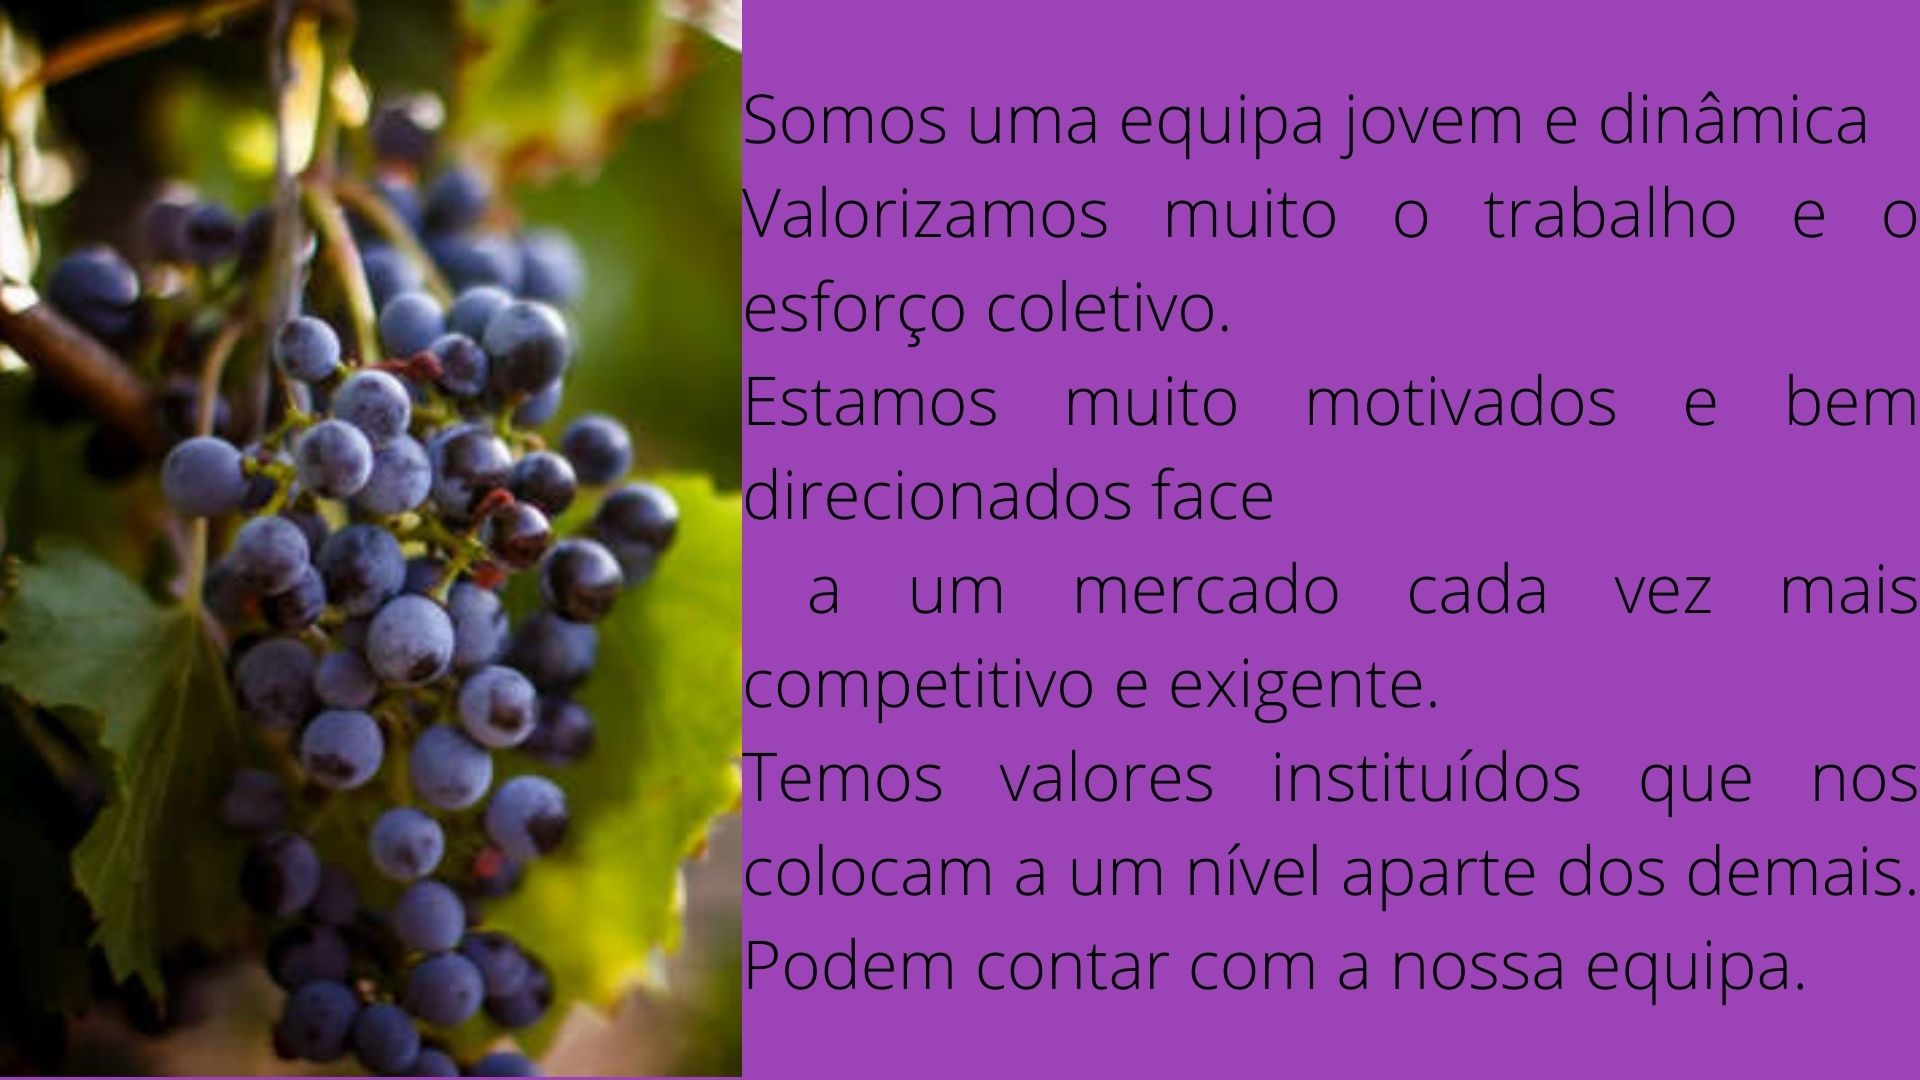 Somos uma equipa jovem e dinâmica
Valorizamos muito o trabalho e o
esforço coletivo.
Estamos muito motivados e bem
direcionados face
a um mercado cada vez mais
competitivo e exigente.
Temos valores instituídos que nos
colocam a um nível aparte dos demais.
Podem contar com a nossa equipa.